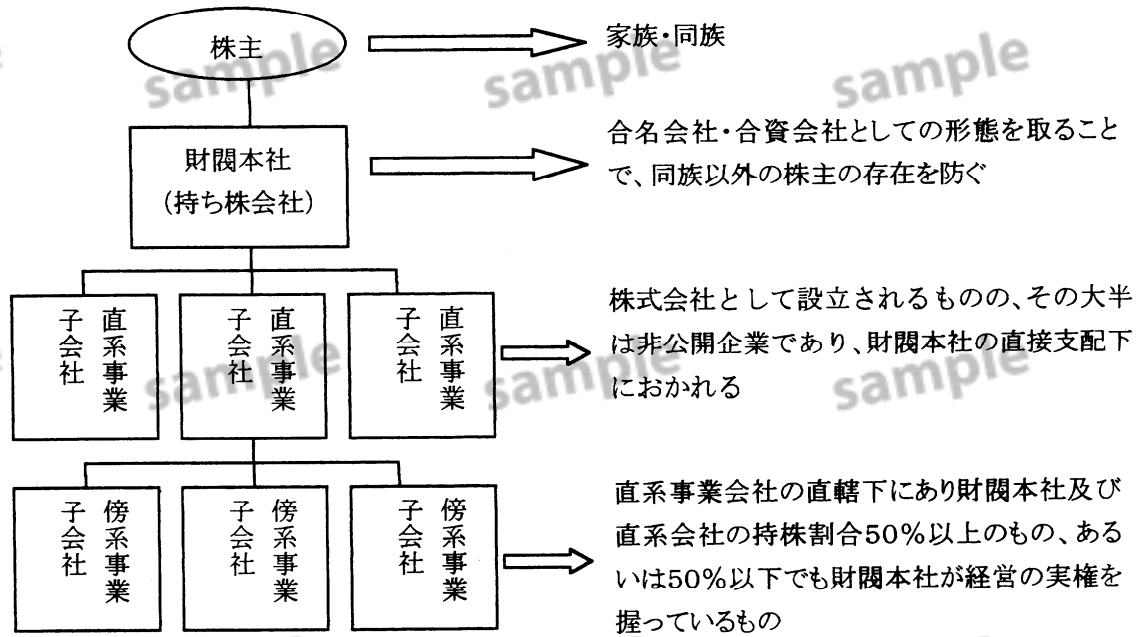 株主
家族・同族
sample
sample
sample
財閥本社
(持ち株会社)
合名会社・合資会社としての形態を取ること
で、同族以外の株主の存在を防ぐ
直系事業
子会社
直系事業
子会社
直系事業
子会社
株式会社として設立されるものの、その大半
は非公開企業であり、財閥本社の直接支配下
におかれる
sample
sample
sample
傍系事業
子会社
傍系事業
子会社
傍系事業
子会社
直系事業会社の直轄下にあり財閥本社及び
直系会社の持株割合50%以上のもの、ある
いは50%以下でも財閥本社が経営の実権を
握っているもの